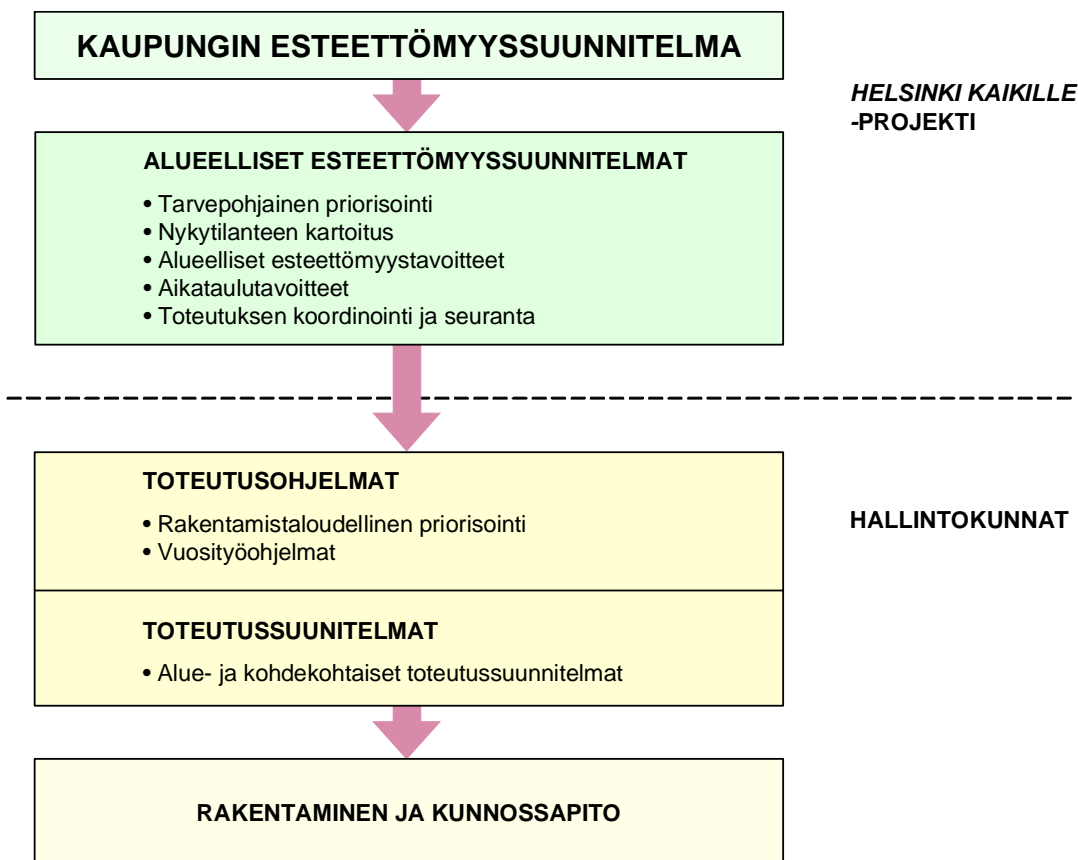 KAUPUNGIN ESTEETTÖMYYSSUUNNITELMA
HELSINKI KAIKILLE
-PROJEKTI
ALUEELLISET ESTEETTÖMYYSSUUNNITELMAT
• Tarvepohjainen priorisointi
• Nykytilanteen kartoitus
• Alueelliset esteettömyystavoitteet
• Aikataulutavoitteet
• Toteutuksen koordinointi ja seuranta
TOTEUTUSOHJELMAT
• Rakentamistaloudellinen priorisointi
• Vuosityöohjelmat
HALLINTOKUNNAT
TOTEUTUSSUUNITELMAT
• Alue- ja kohdekohtaiset toteutussuunnitelmat
RAKENTAMINEN JA KUNNOSSAPITO